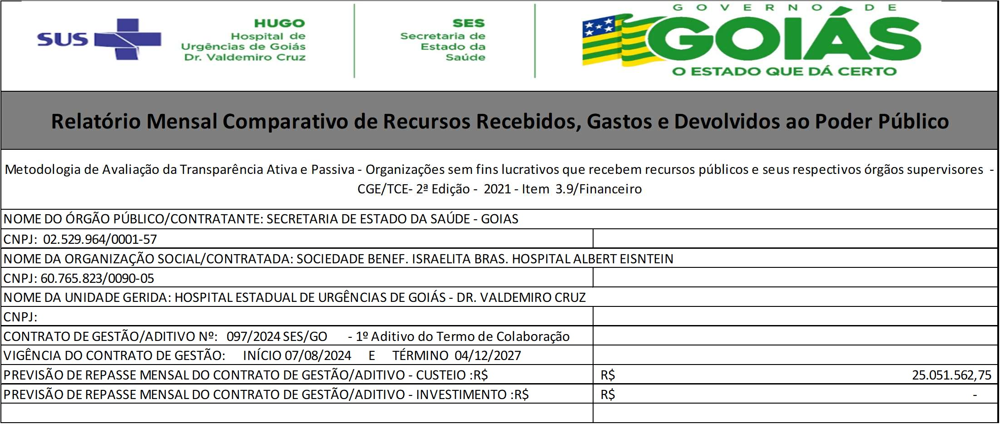 SUS
HUGO
Hospital de
Urgências de Goiás
Dr. Valdemiro Cruz
SES
Secretaria de
Estado da
Saúde
GOVERNO DE
GOIÁS
O ESTADO QUE DÁ CERTO
Relatório Mensal Comparativo de Recursos Recebidos, Gastos e Devolvidos ao Poder Público
Metodologia de Avaliação da Transparência Ativa e Passiva - Organizações sem fins lucrativos que recebem recursos públicos e seus respectivos órgãos supervisores -
CGE/TCE- 2ª Edição - 2021 - Item 3.9/Financeiro
NOME DO ÓRGÃO PÚBLICO/CONTRATANTE: SECRETARIA DE ESTADO DA SAÚDE - GOIAS
CNPJ: 02.529.964/0001-57
NOME DA ORGANIZAÇÃO SOCIAL/CONTRATADA: SOCIEDADE BENEF. ISRAELITA BRAS. HOSPITAL ALBERT EISNTEIN
CNPJ: 60.765.823/0090-05
NOME DA UNIDADE GERIDA: HOSPITAL ESTADUAL DE URGÊNCIAS DE GOIÁS - DR. VALDEMIRO CRUZ
CNPJ:
CONTRATO DE GESTÃO/ADITIVO Nº: 097/2024 SES/GO - 1º Aditivo do Termo de Colaboração
VIGÊNCIA DO CONTRATO DE GESTÃO: INÍCIO 07/08/2024 E TÉRMINO 04/12/2027
PREVISÃO DE REPASSE MENSAL DO CONTRATO DE GESTÃO/ADITIVO - CUSTEIO :R$ R$ 25.051.562,75
PREVISÃO DE REPASSE MENSAL DO CONTRATO DE GESTÃO/ADITIVO - INVESTIMENTO :R$ R$ -